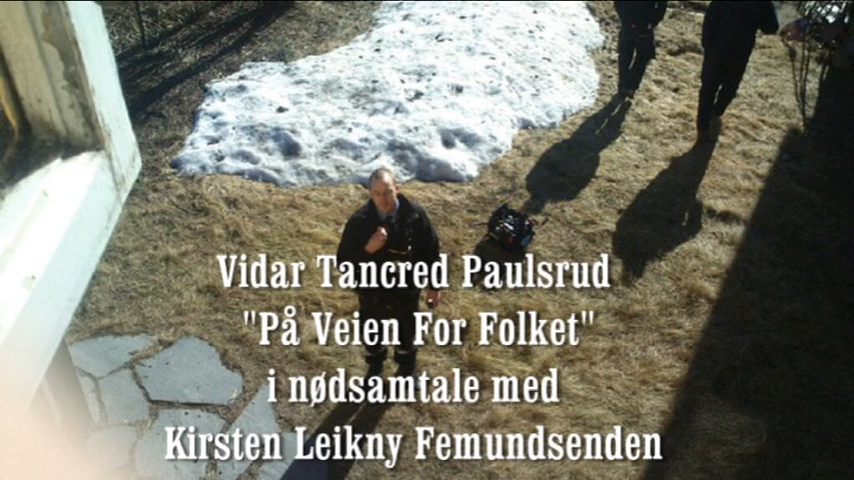 Vidar Tancred Paulsrud
"På Veien For Folket"
i nødsamtale med
Kirsten Leikny Femundsenden